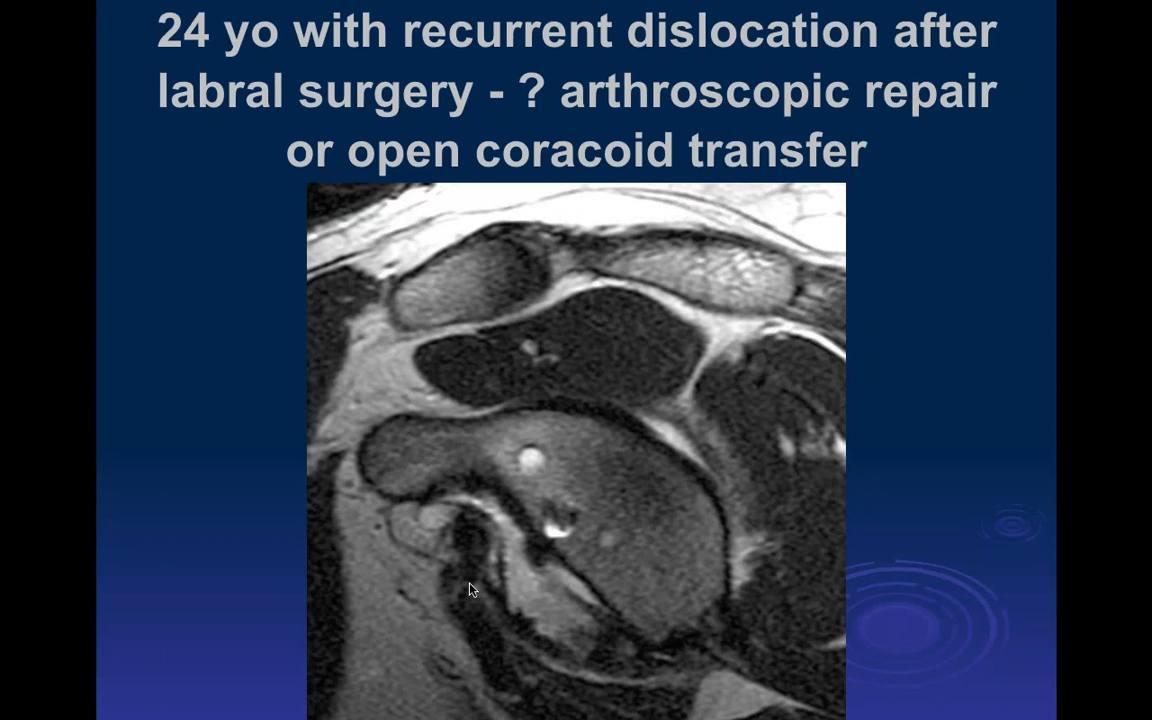 24 yo with recurrent dislocation after
labral surgery - ? arthroscopic repair
or open coracoid transfer